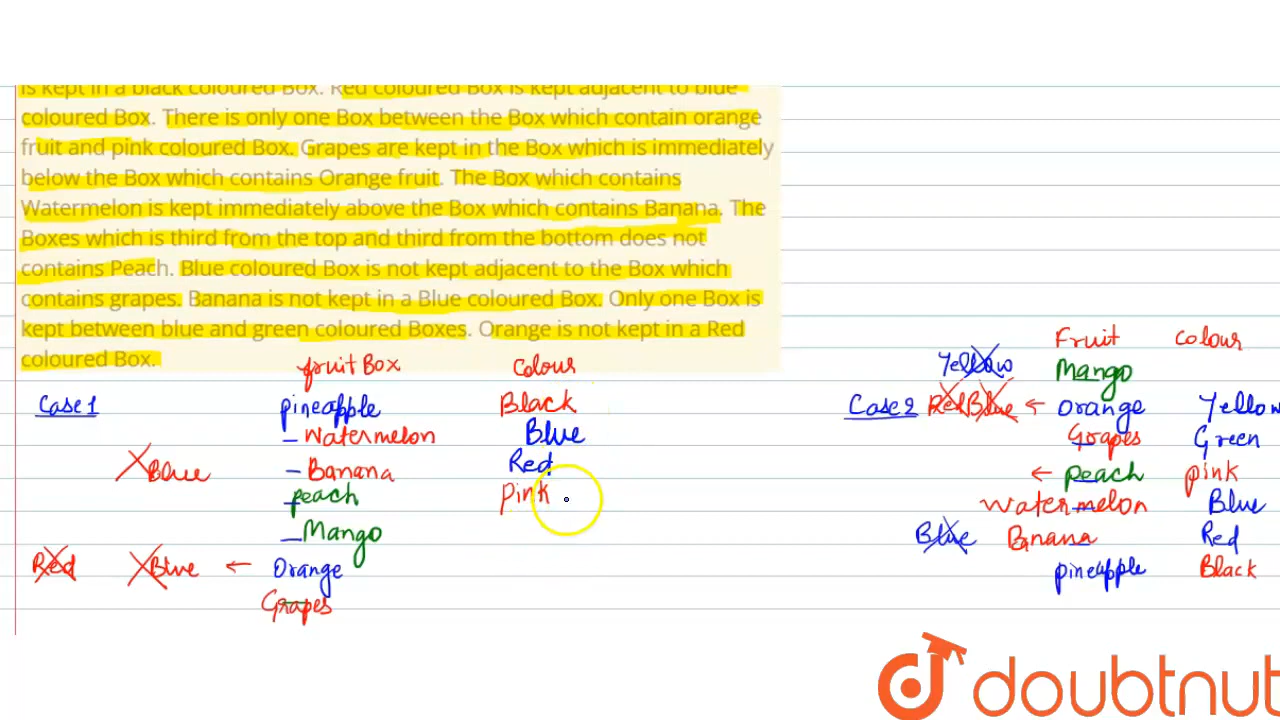 is kept in a black coloured Box. Red coloured Box is kept adjacent to blue
coloured Box. There is only one Box between the Box which contain orange
fruit and pink coloured Box. Grapes are kept in the Box which is immediately
below the Box which contains Orange fruit. The Box which contains
Watermelon is kept immediately above the Box which contains Banana. The
Boxes which is third from the top and third from the bottom does not
contains Peach. Blue coloured Box is not kept adjacent to the Box which
contains grapes. Banana is not kept in a Blue coloured Box. Only one Box is
kept between blue and green coloured Boxes. Orange is not kept in a Red
coloured Box.
fruit Box Colour
Case 1 pineapple Black
Watermelon Blue
Blue Banana Red
peach Pink
Mango
Red Blue ← Orange
Grapes
Fruit Colour
Yellow Mango
Case 2 Red Blue ← Orange Yellow
Grapes Green
← peach pink
Watermelon Blue
Blue Banana Red
pineapple Black
doubtnut